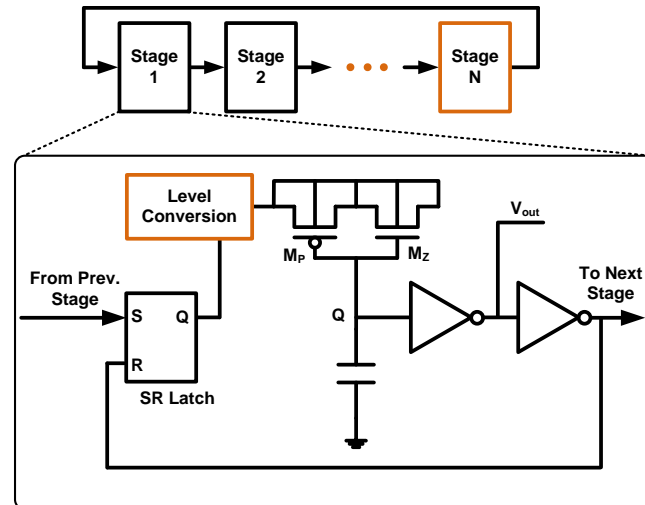 Stage
1
Stage
2
Stage
N
Level
Conversion
Vout
MP
MZ
From Prev.
Stage
To Next
Stage
S
Q
Q
R
SR Latch